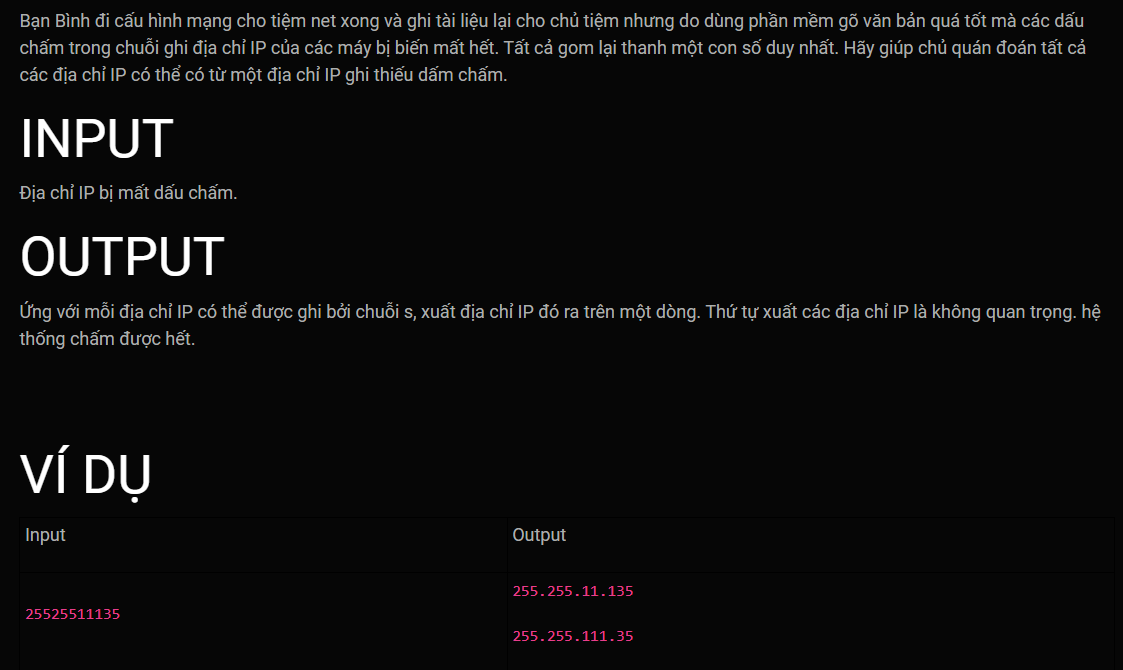 Bạn Bình đi cấu hình mạng cho tiệm net xong và ghi tài liệu lại cho chủ tiệm nhưng do dùng phần mềm gõ văn bản quá tốt mà các dấu
chấm trong chuỗi ghi địa chỉ IP của các máy bị biến mất hết. Tất cả gom lại thanh một con số duy nhất. Hãy giúp chủ quán đoán tất cả
các địa chỉ IP có thể có từ một địa chỉ IP ghi thiếu dấm chấm.
INPUT
Địa chỉ IP bị mất dấu chấm.
OUTPUT
Ứng với mỗi địa chỉ IP có thể được ghi bởi chuỗi s, xuất địa chỉ IP đó ra trên một dòng. Thứ tự xuất các địa chỉ IP là không quan trọng. hệ
thống chấm được hết.
VÍ DỤ
Input
Output
25525511135
255.255.11.135
255.255.111.35